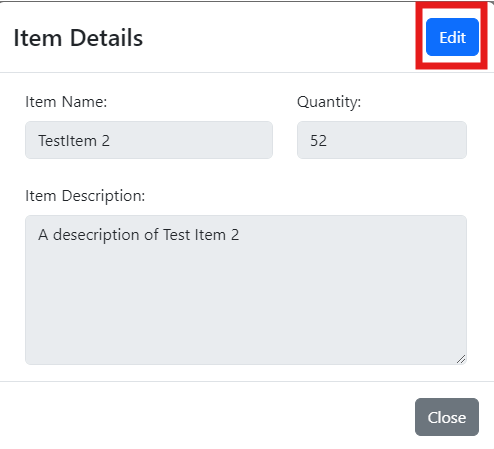 Item Details
Edit
Item Name:
Quantity:
TestItem 2
52
Item Description:
A desecription of Test Item 2
Close